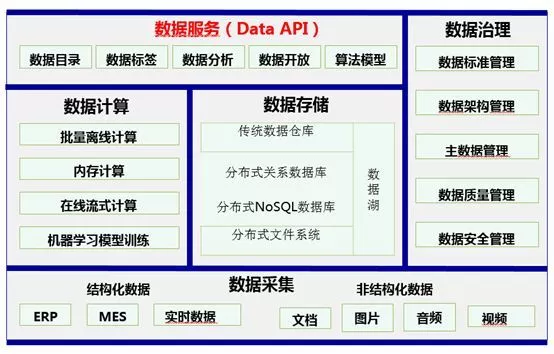 数据服务（Data API）
数据目录
数据标签
数据分析
数据开放
算法模型
数据治理
数据标准管理
数据架构管理
主数据管理
数据质量管理
数据安全管理
数据计算
批量离线计算
内存计算
在线流式计算
机器学习模型训练
数据存储
传统数据仓库
分布式关系数据库
分布式NoSQL数据库
分布式文件系统
数据湖
数据采集
结构化数据
ERP
MES
实时数据
非结构化数据
文档
图片
音频
视频